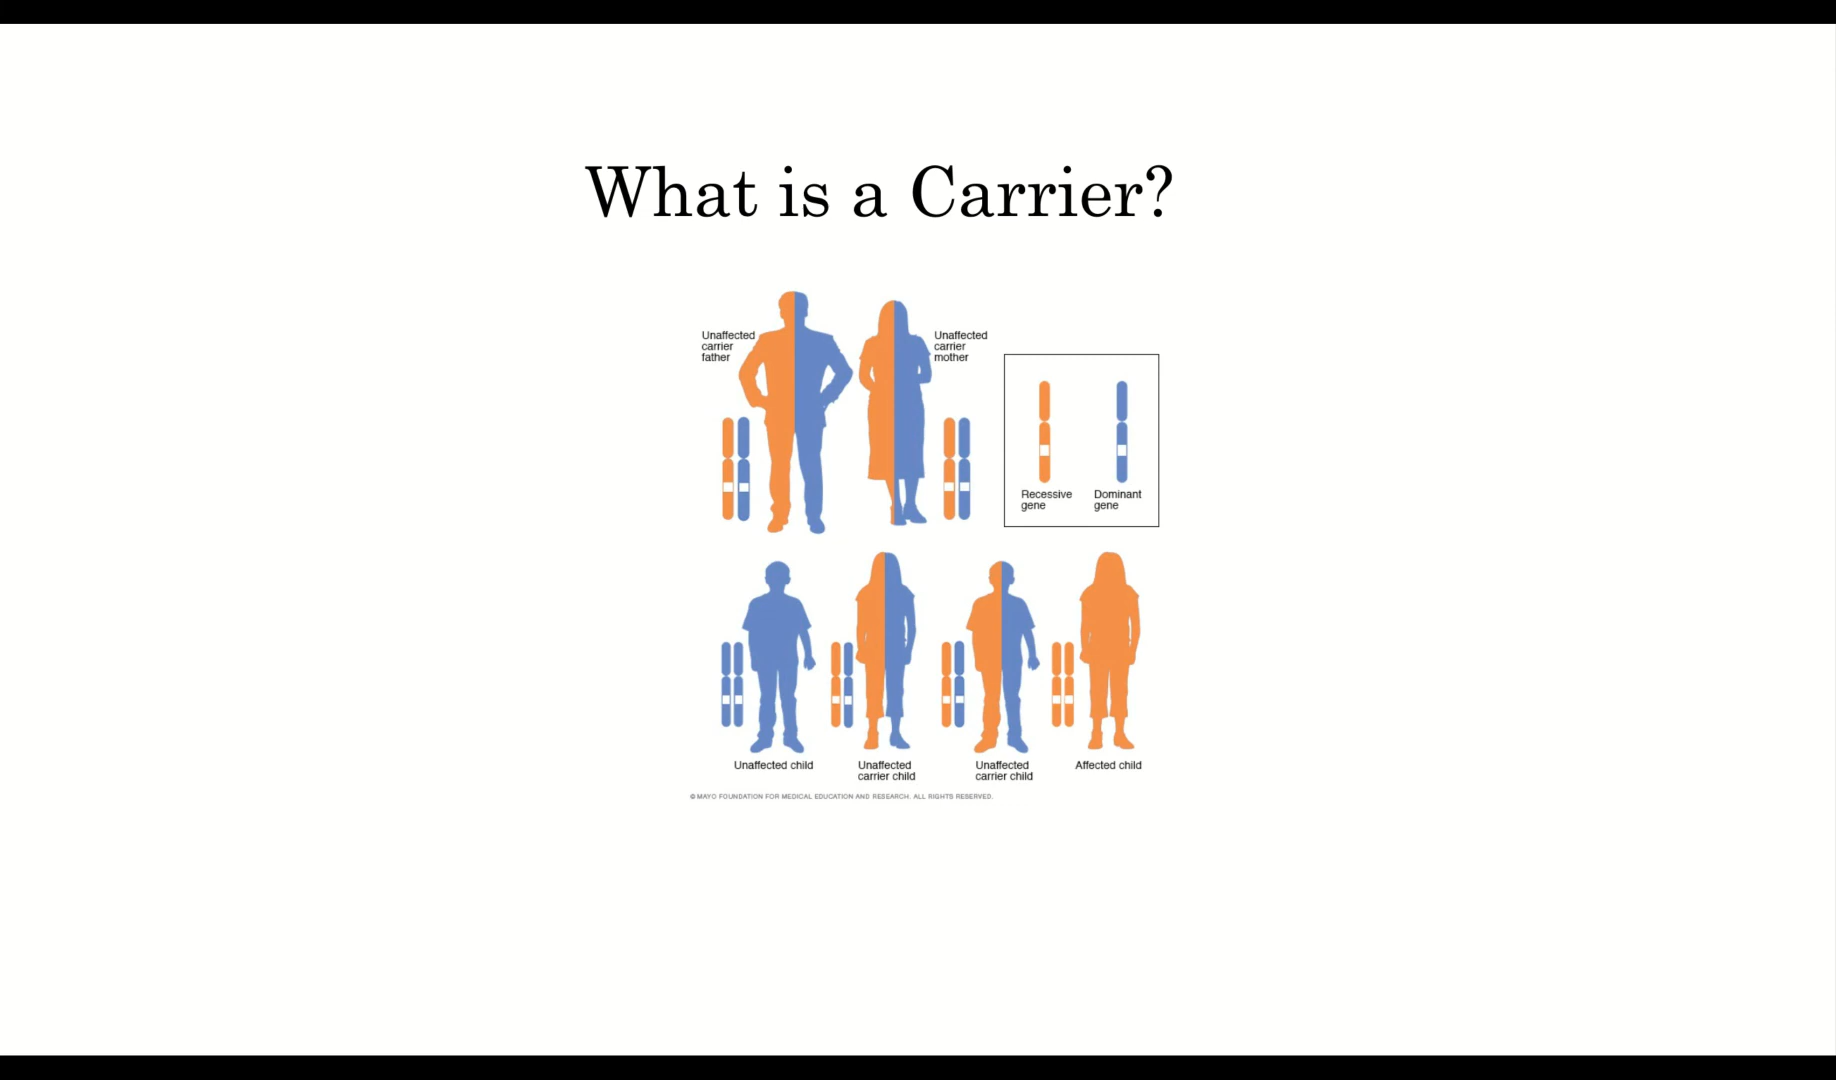 What is a Carrier?
Unaffected
carrier
father
Unaffected
carrier
mother
Recessive
gene
Dominant
gene
Unaffected child
Unaffected
carrier child
Unaffected
carrier child
Affected child
© MAYO FOUNDATION FOR MEDICAL EDUCATION AND RESEARCH. ALL RIGHTS RESERVED.